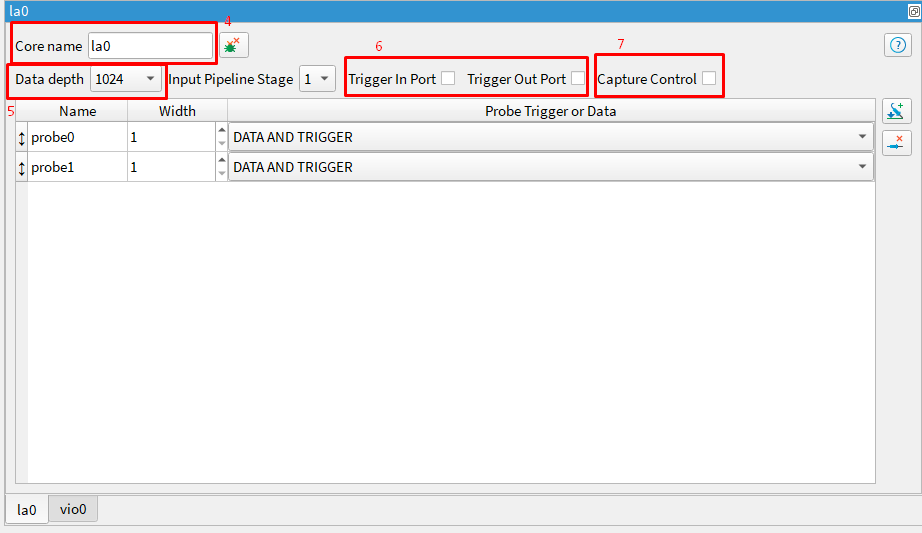 la0
4
Core name la0
6
7
Data depth 1024 Input Pipeline Stage 1 Trigger In Port Trigger Out Port Capture Control
5
Name Width Probe Trigger or Data
probe0 1 DATA AND TRIGGER
probe1 1 DATA AND TRIGGER
la0 vio0